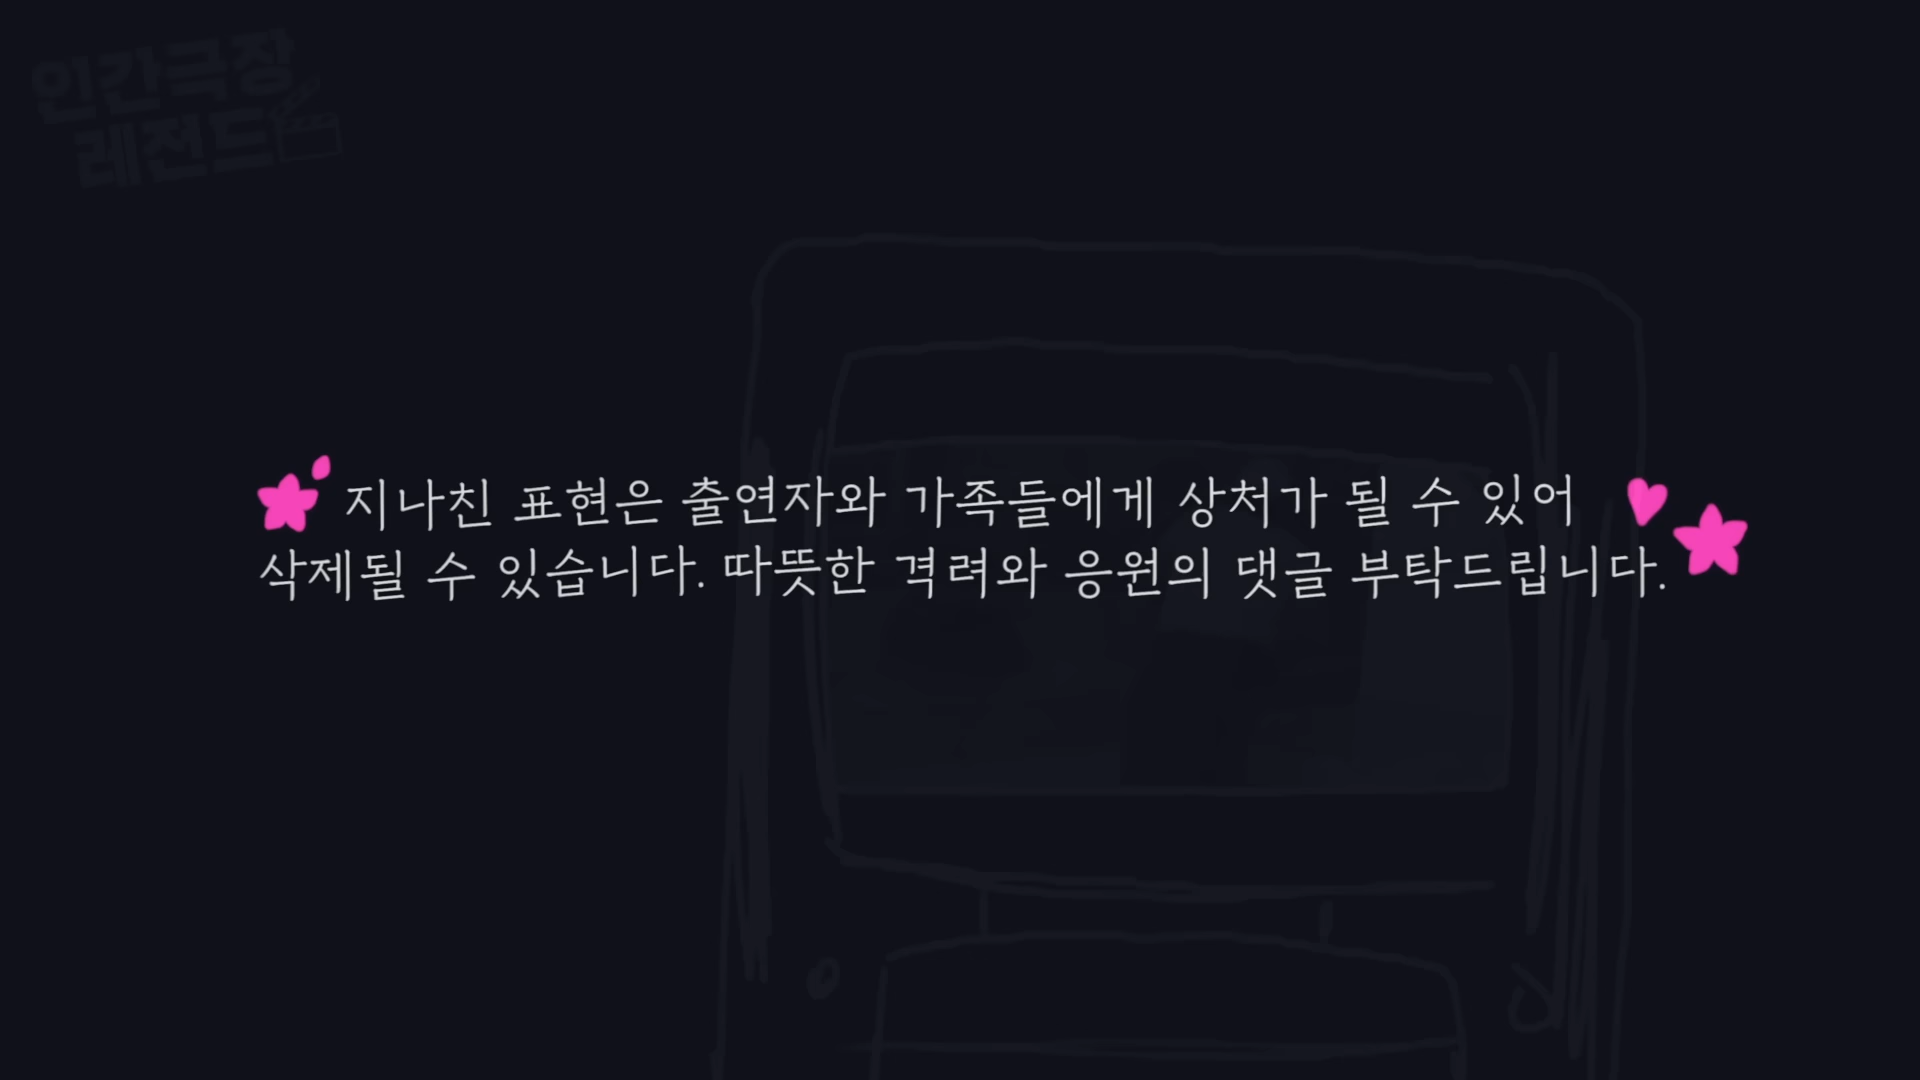 인간극장
레전드
지나친 표현은 출연자와 가족들에게 상처가 될 수 있어
삭제될 수 있습니다. 따뜻한 격려와 응원의 댓글 부탁드립니다.